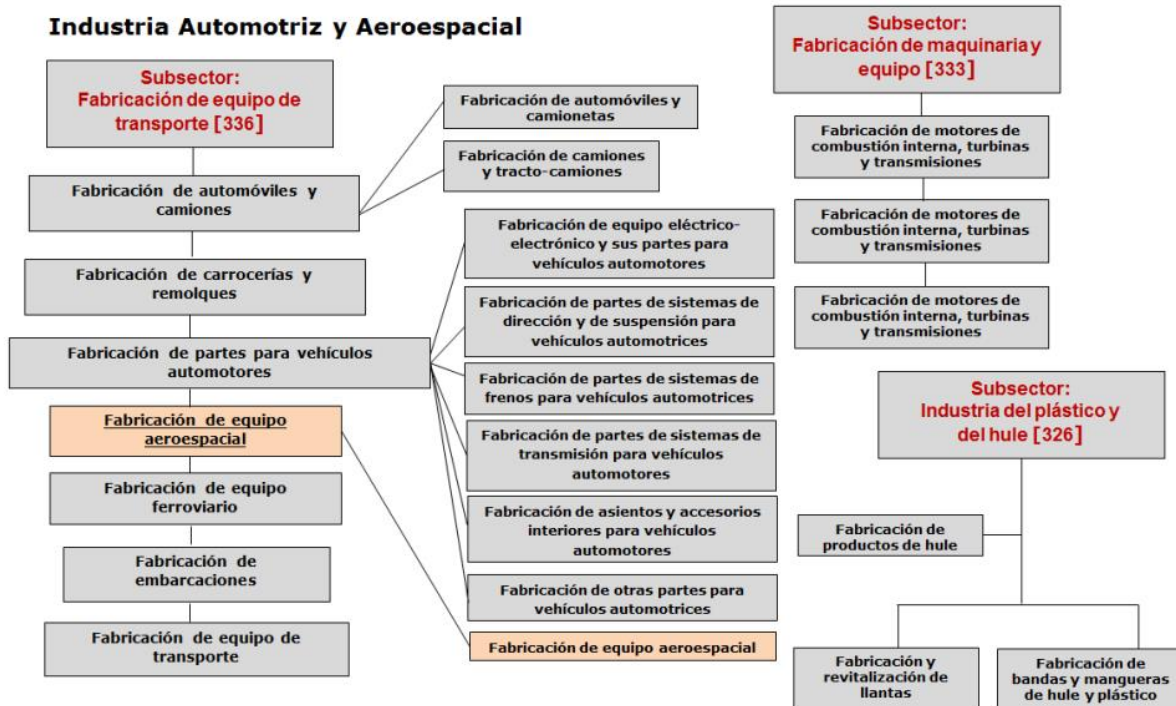 Industria Automotriz y Aeroespacial
Subsector:
Fabricación de equipo de
transporte [336]
Fabricación de automóviles y
camiones
Fabricación de carrocerías y
remolques
Fabricación de partes para vehículos
automotores
Fabricación de equipo
aeroespacial
Fabricación de equipo
ferroviario
Fabricación de
embarcaciones
Fabricación de equipo de
transporte
Fabricación de automóviles y
camionetas
Fabricación de camiones
y tracto-camiones
Fabricación de equipo eléctrico-
electrónico y sus partes para
vehículos automotores
Fabricación de partes de sistemas de
dirección y de suspensión para
vehículos automotrices
Fabricación de partes de sistemas de
frenos para vehículos automotrices
Fabricación de partes de sistemas de
transmisión para vehículos
automotores
Fabricación de asientos y accesorios
interiores para vehículos
automotores
Fabricación de otras partes para
vehículos automotrices
Fabricación de equipo aeroespacial
Subsector:
Fabricación de maquinaria y
equipo [333]
Fabricación de motores de
combustión interna, turbinas
y transmisiones
Fabricación de motores de
combustión interna, turbinas
y transmisiones
Fabricación de motores de
combustión interna, turbinas
y transmisiones
Subsector:
Industria del plástico y
del hule [326]
Fabricación de
productos de hule
Fabricación y
revitalización de
llantas
Fabricación de
bandas y mangueras
de hule y plástico